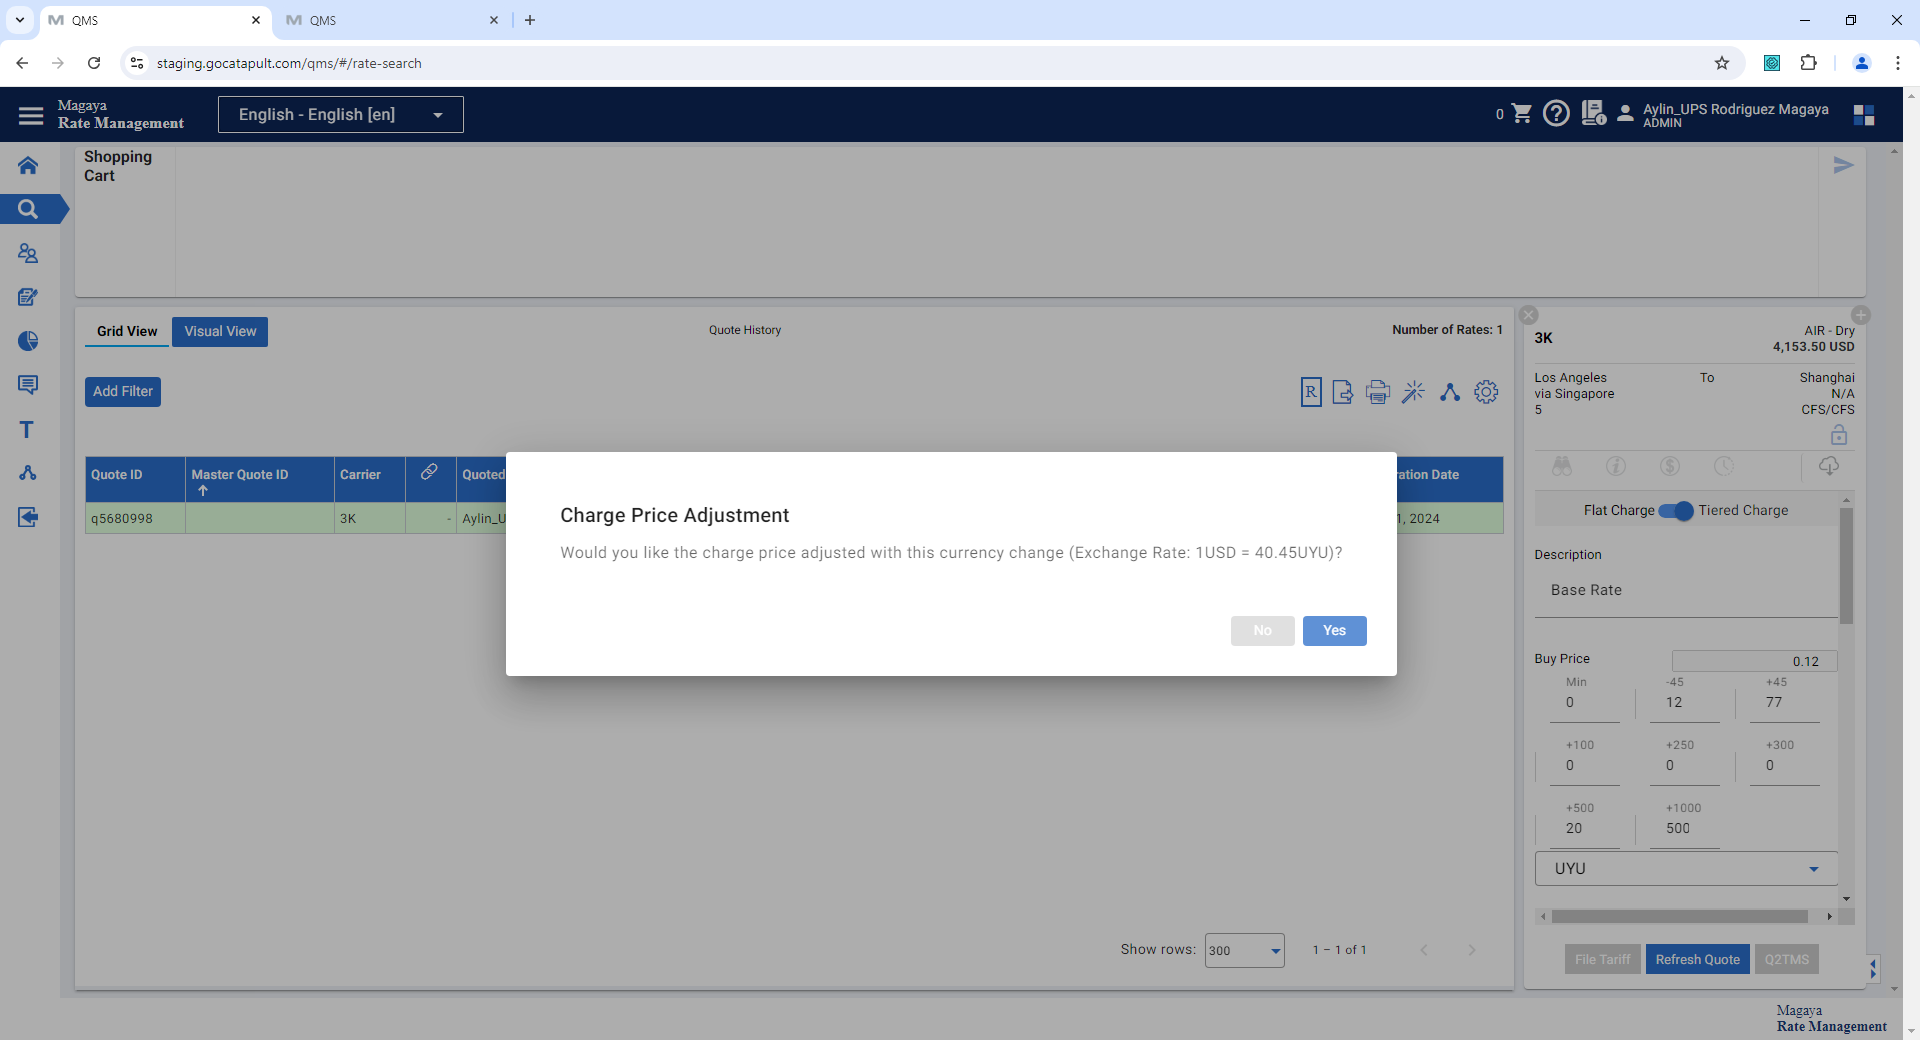 QMS
QMS
staging.gocatapult.com/qms/#/rate-search
Magaya
Rate Management
English - English [en]
0
Aylin_UPS Rodriguez Magaya
ADMIN
Shopping
Cart
Grid View
Visual View
Quote History
Number of Rates: 1
Add Filter
R
Quote ID
Master Quote ID
Carrier
Quoted
ration Date
q5680998
3K
-
Aylin_U
1, 2024
Charge Price Adjustment
Would you like the charge price adjusted with this currency change (Exchange Rate: 1USD = 40.45UYU)?
No
Yes
Show rows:
300
1 – 1 of 1
3K
AIR - Dry
4,153.50 USD
Los Angeles
To
Shanghai
via Singapore
N/A
5
CFS/CFS
Flat Charge
Tiered Charge
Description
Base Rate
Buy Price
0.12
Min
-45
+45
0
12
77
+100
+250
+300
0
0
0
+500
+1000
20
500
UYU
File Tariff
Refresh Quote
Q2TMS
Magaya
Rate Management